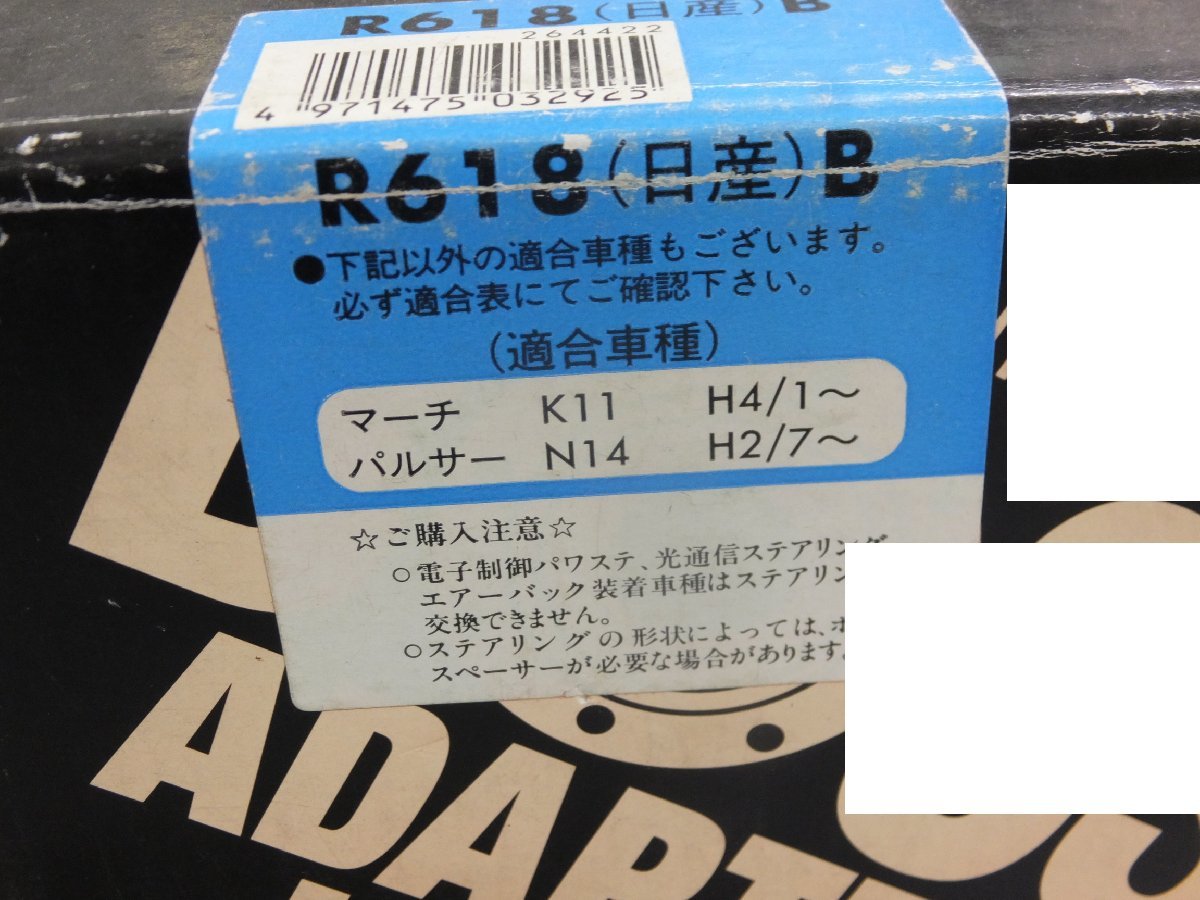 R618(日産)B
264422
4 971475 032925
R618(日産)B
●下記以外の適合車種もございます。
必ず適合表にてご確認下さい。
(適合車種)
マーチ K11 H4/1～
パルサー N14 H2/7～
☆ご購入注意☆
○電子制御パワステ、光通信ステアリング
エアーバック装着車種はステアリン
交換できません。
○ステアリングの形状によっては、ボ
スペーサーが必要な場合があります。